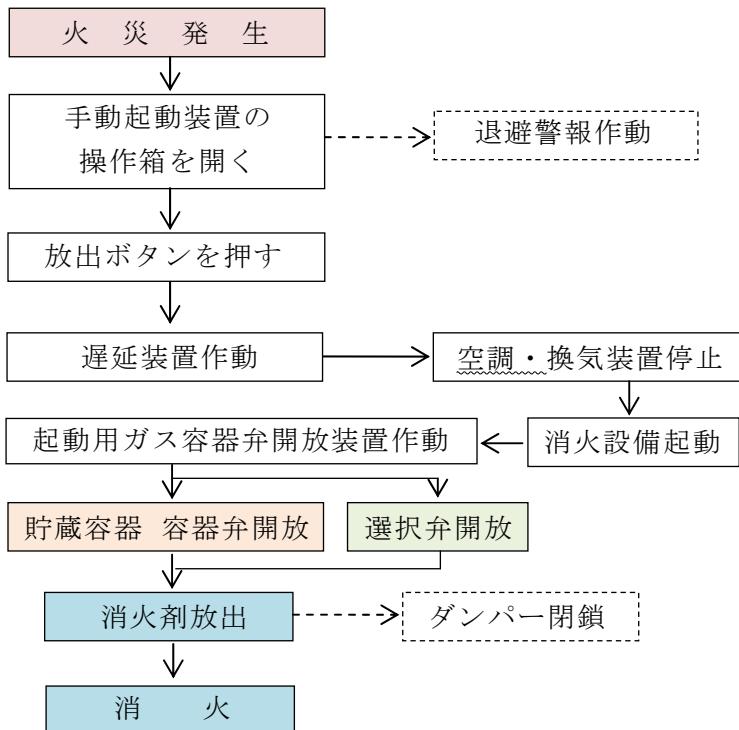 火 災 発 生
手動起動装置の
操作箱を開く
退避警報作動
放出ボタンを押す
遅延装置作動
空調・換気装置停止
起動用ガス容器弁開放装置作動
消火設備起動
貯蔵容器 容器弁開放
選択弁開放
消火剤放出
ダンパー閉鎖
消 火